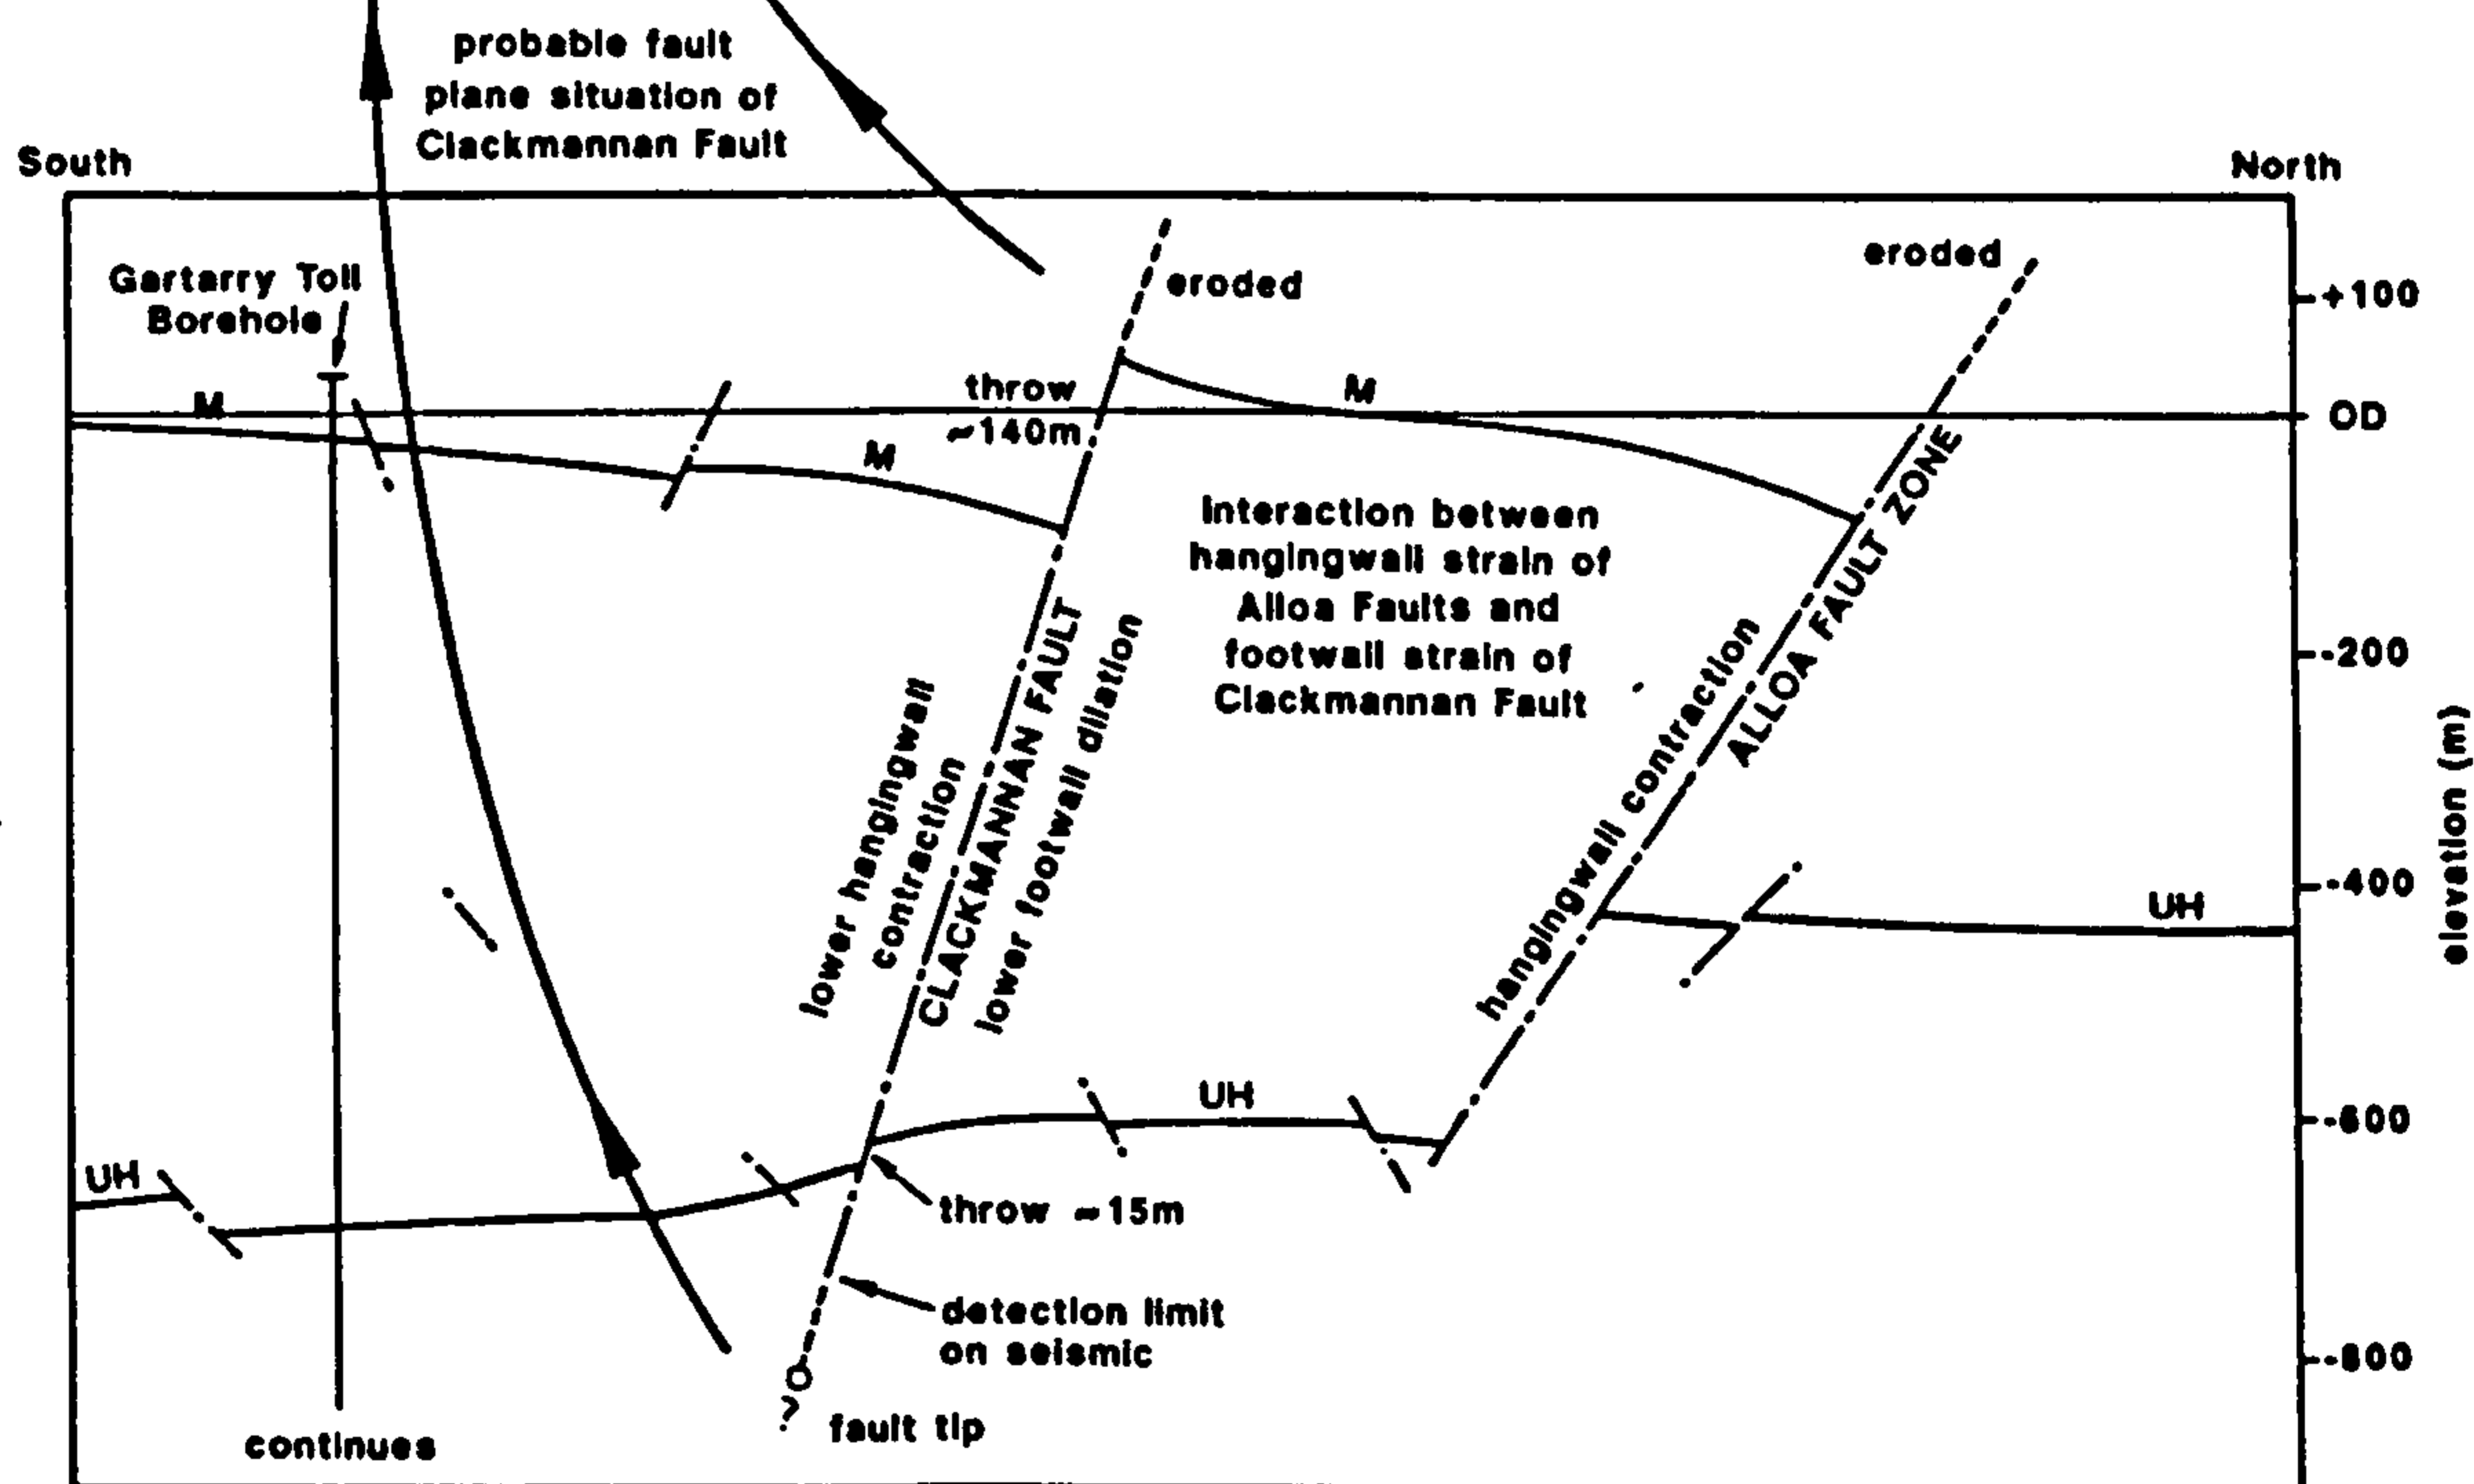 probable fault
plane situation of
Clackmannan Fault
South
North
Gartarry Toll
Borehole
eroded
eroded
+100
M
throw
~140m
M
M
OD
Interaction between
hangingwall strain of
Alloa Faults and
footwall strain of
Clackmannan Fault
-200
lower hangingwall
contraction
CLACKMANNAN FAULT
lower footwall dilation
hangingwall contraction
ALLOA FAULT ZONE
elevation (m)
-400
UH
UH
-600
UH
throw ~15m
detection limit
on seismic
-800
?
fault tip
continues